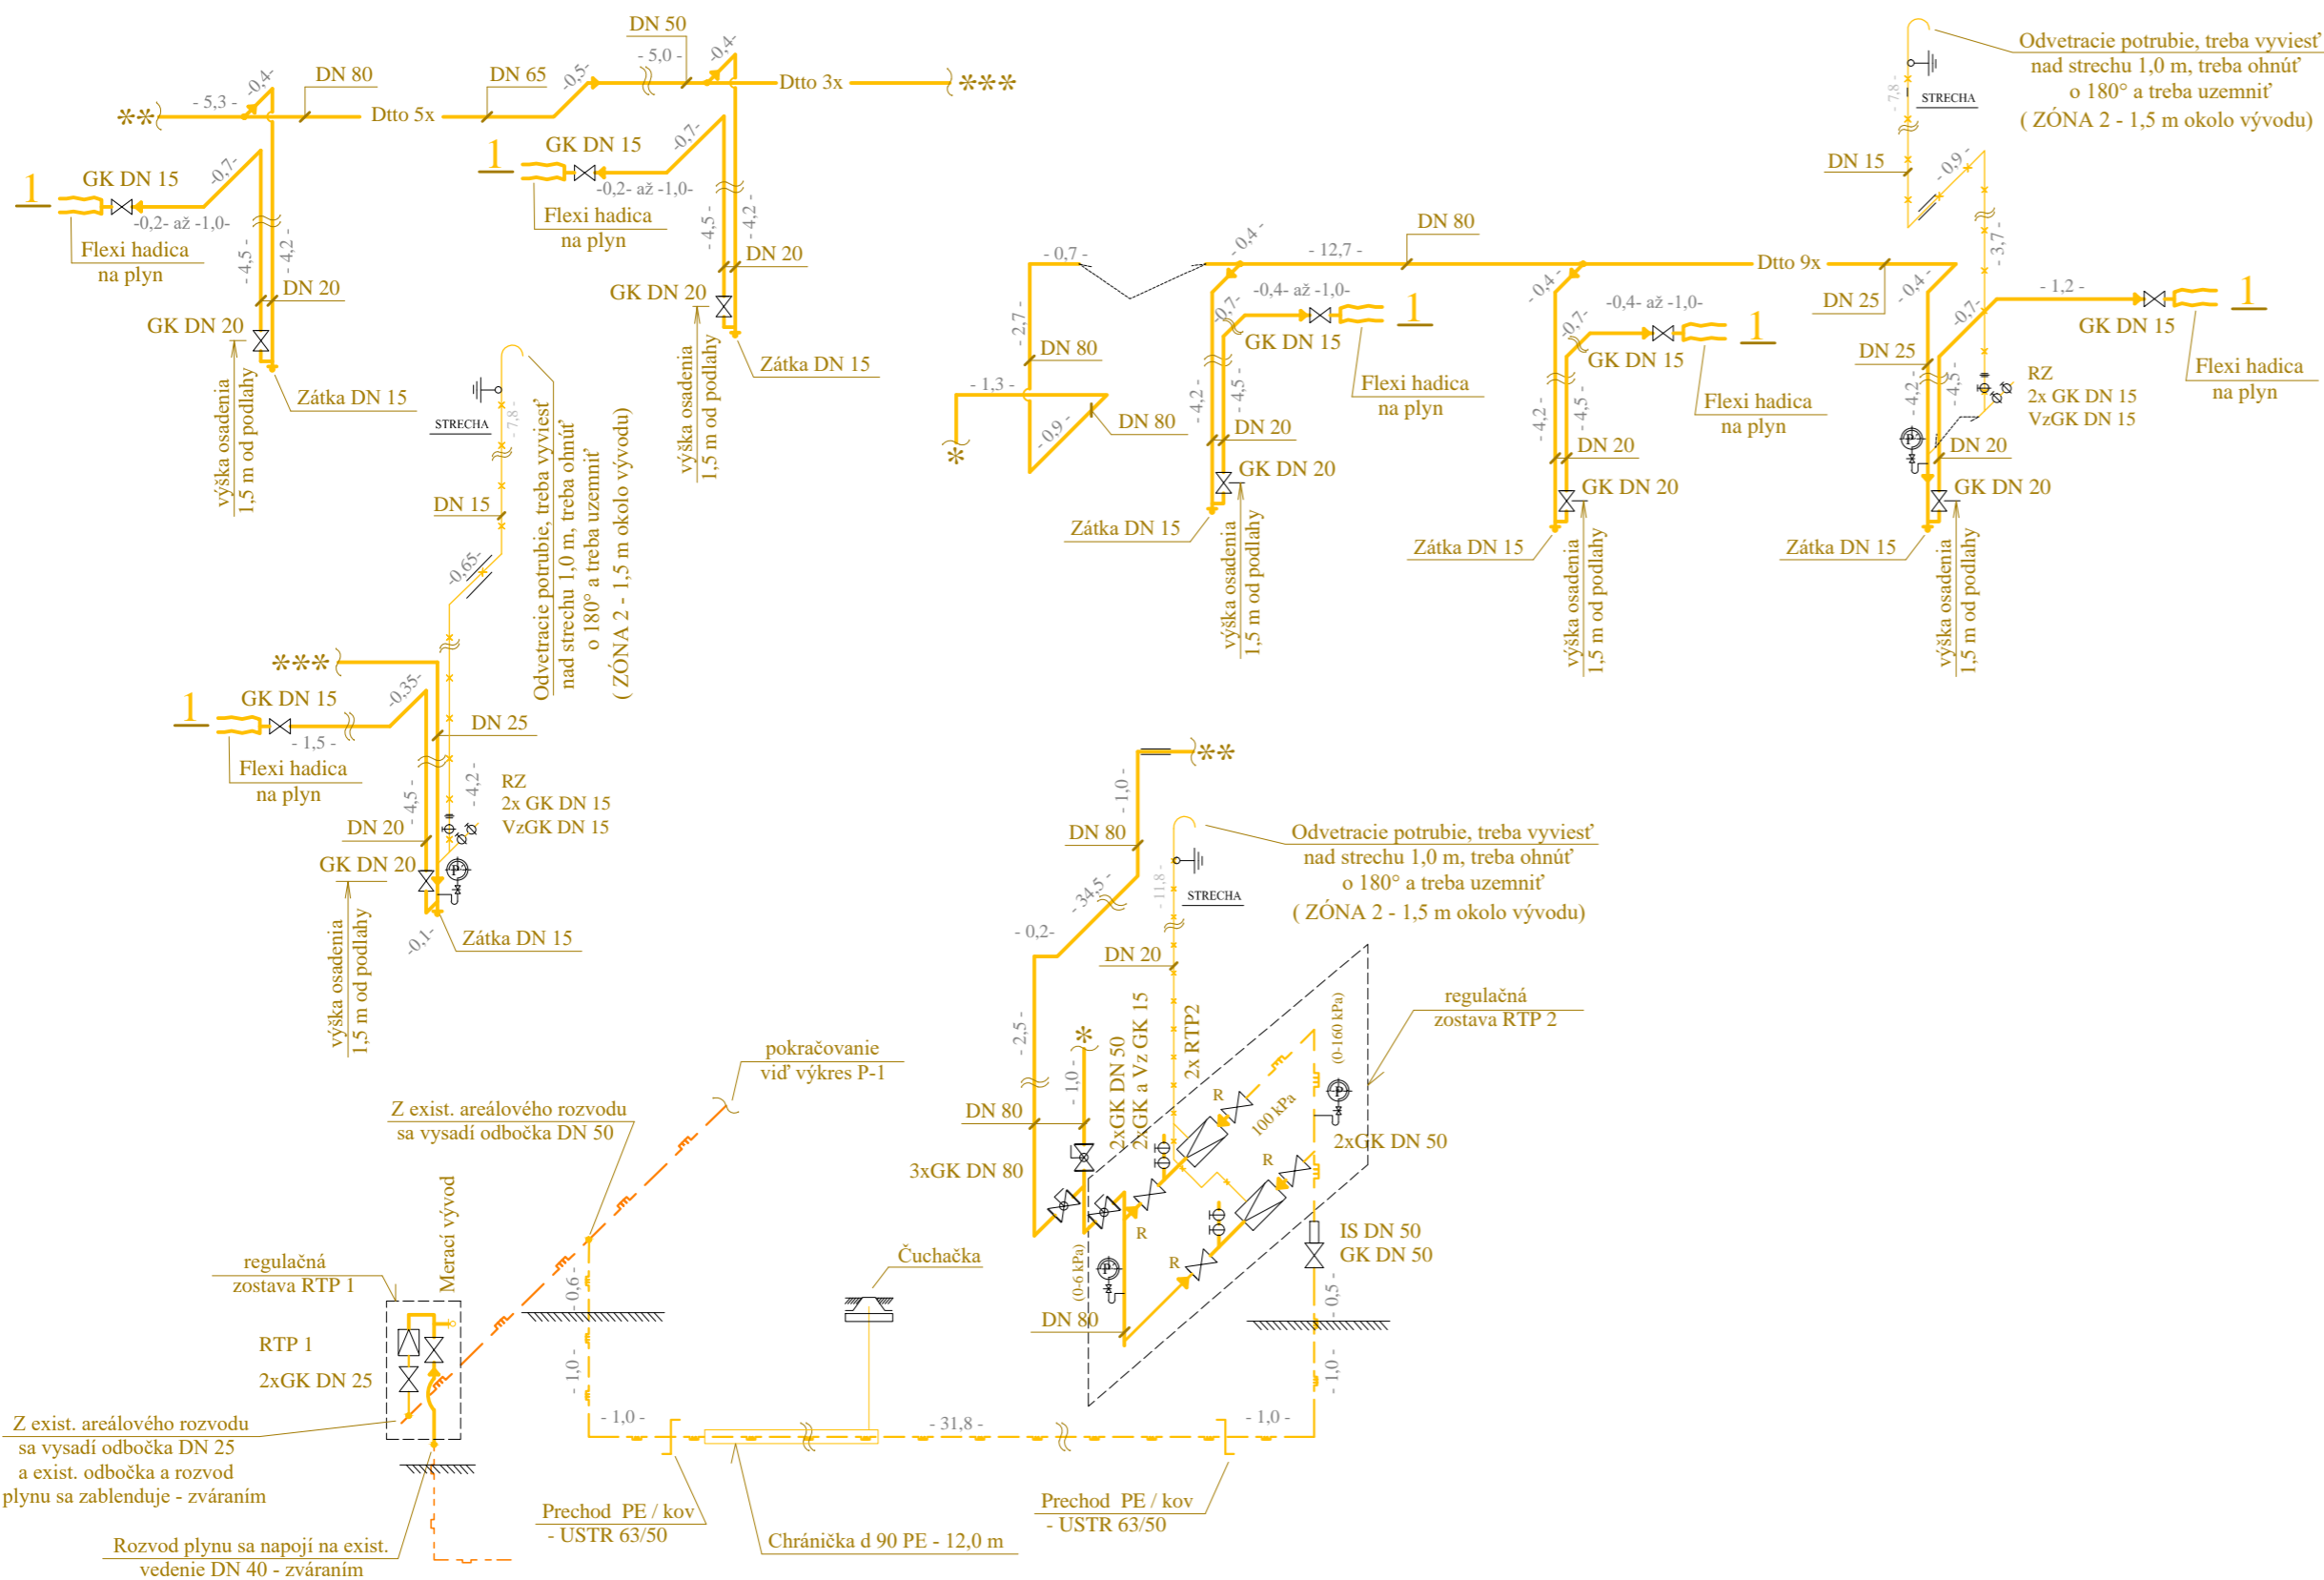 DN 50
- 5,0 -
-0,4-
DN 80
DN 65
-0,5-
Dtto 3x
***
-0,4-
- 5,3 -
**
Dtto 5x
-0,7-
1
GK DN 15
-0,2- až -1,0-
Flexi hadica
na plyn
- 4,5 -
- 4,2 -
DN 20
GK DN 20
výška osadenia
1,5 m od podlahy
Zátka DN 15
1
GK DN 15
-0,7-
-0,2- až -1,0-
Flexi hadica
na plyn
- 4,5 -
- 4,2 -
DN 20
GK DN 20
výška osadenia
1,5 m od podlahy
Zátka DN 15
STRECHA
- 7,8 -
DN 15
-0,65-
Odvetracie potrubie, treba vyviesť
nad strechu 1,0 m, treba ohnúť
o 180° a treba uzemniť
( ZÓNA 2 - 1,5 m okolo vývodu)
***
1
GK DN 15
-0,35-
- 1,5 -
Flexi hadica
na plyn
DN 25
- 4,5 -
- 4,2 -
RZ
2x GK DN 15
VzGK DN 15
DN 20
GK DN 20
P
výška osadenia
1,5 m od podlahy
-0,1-
Zátka DN 15
Odvetracie potrubie, treba vyviesť
nad strechu 1,0 m, treba ohnúť
o 180° a treba uzemniť
( ZÓNA 2 - 1,5 m okolo vývodu)
- 7,8 -
STRECHA
DN 15
- 0,9 -
- 3,7 -
- 0,7 -
- 0,4 -
- 12,7 -
DN 80
Dtto 9x
DN 25
- 2,7 -
DN 80
- 1,3 -
*
- 0,9 -
DN 80
-0,7-
-0,4- až -1,0-
1
GK DN 15
Flexi hadica
na plyn
- 4,2 -
- 4,5 -
DN 20
GK DN 20
Zátka DN 15
výška osadenia
1,5 m od podlahy
- 0,4 -
-0,7-
-0,4- až -1,0-
1
GK DN 15
Flexi hadica
na plyn
- 4,2 -
- 4,5 -
DN 20
GK DN 20
Zátka DN 15
výška osadenia
1,5 m od podlahy
- 0,4 -
-0,7-
- 1,2 -
1
GK DN 15
Flexi hadica
na plyn
DN 25
- 4,2 -
- 4,5 -
RZ
2x GK DN 15
VzGK DN 15
P
DN 20
GK DN 20
Zátka DN 15
výška osadenia
1,5 m od podlahy
**
- 1,0 -
DN 80
- 34,5 -
- 0,2-
- 11,8 -
STRECHA
Odvetracie potrubie, treba vyviesť
nad strechu 1,0 m, treba ohnúť
o 180° a treba uzemniť
( ZÓNA 2 - 1,5 m okolo vývodu)
DN 20
- 2,5 -
*
- 1,0 -
DN 80
2xGK DN 50
2xGK a Vz GK 15
2x RTP2
3xGK DN 80
R
100 kPa
R
R
R
(0-160 kPa)
P
2xGK DN 50
regulačná
zostava RTP 2
(0-6 kPa)
P
DN 80
IS DN 50
GK DN 50
- 0,5 -
- 1,0 -
pokračovanie
viď výkres P-1
Z exist. areálového rozvodu
sa vysadí odbočka DN 50
Merací vývod
regulačná
zostava RTP 1
RTP 1
2xGK DN 25
Z exist. areálového rozvodu
sa vysadí odbočka DN 25
a exist. odbočka a rozvod
plynu sa zablenduje - zváraním
Rozvod plynu sa napojí na exist.
vedenie DN 40 - zváraním
- 0,6 -
- 1,0 -
Čuchačka
- 1,0 -
- 31,8 -
- 1,0 -
Prechod PE / kov
- USTR 63/50
Chránička d 90 PE - 12,0 m
Prechod PE / kov
- USTR 63/50